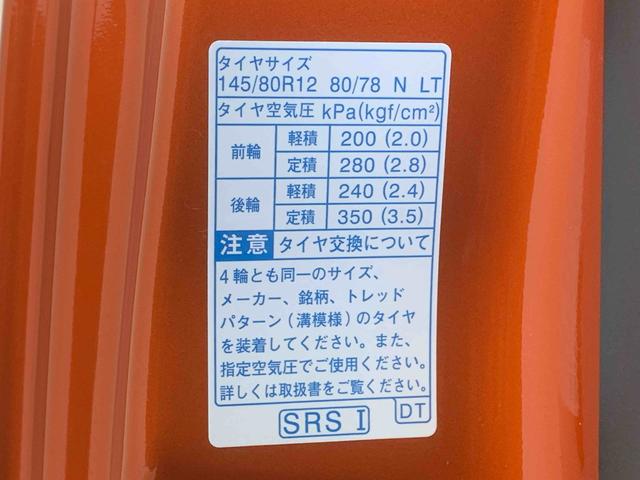 タイヤサイズ
145/80R12 80/78 N LT
タイヤ空気圧 kPa(kgf/cm²)
前輪 軽積 200 (2.0)
定積 280 (2.8)
後輪 軽積 240 (2.4)
定積 350 (3.5)
注意 タイヤ交換について
4輪とも同一のサイズ、
メーカー、銘柄、トレッド
パターン(溝模様)のタイヤ
を装着してください。また、
指定空気圧でご使用ください。
詳しくは取扱書をご覧ください。
SRS I DT